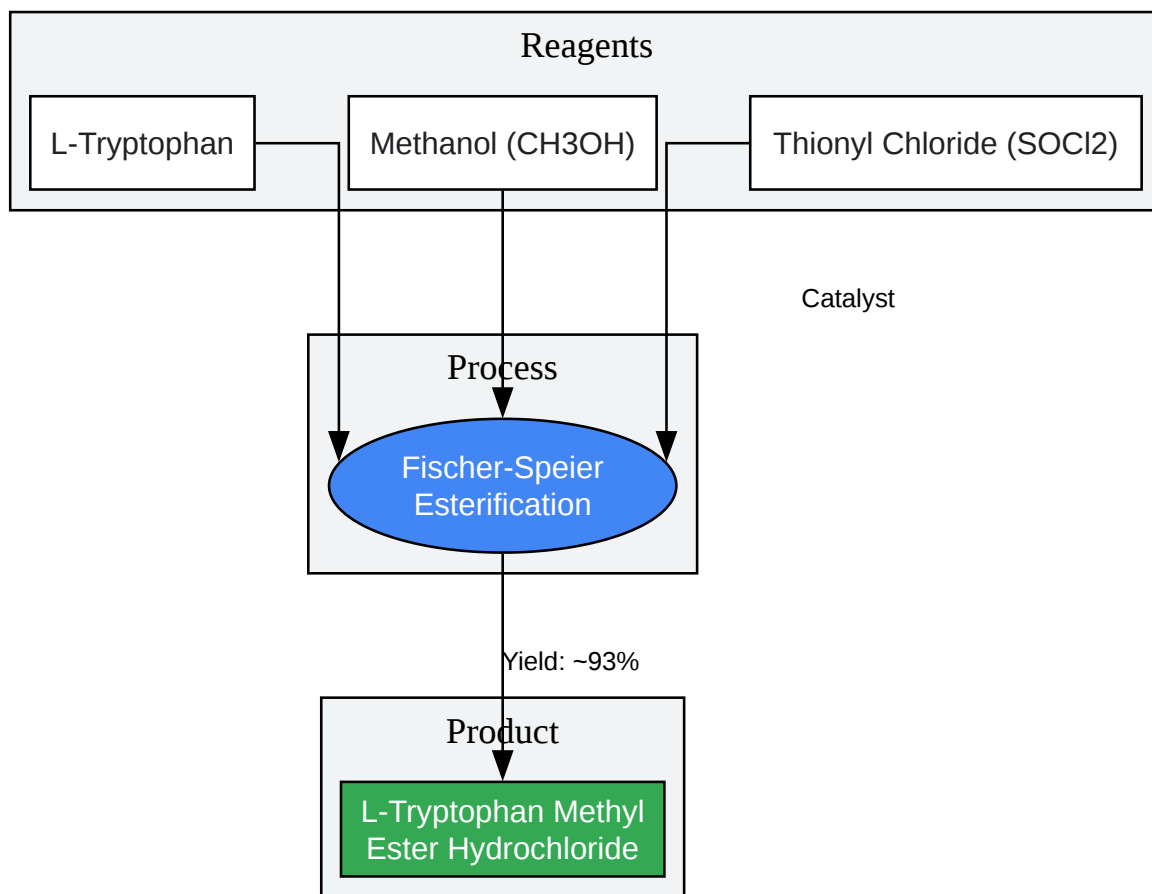 Reagents
L-Tryptophan
Methanol (CH3OH)
Thionyl Chloride (SOCl2)
Catalyst
Process
Fischer-Speier
Esterification
Yield: ~93%
Product
L-Tryptophan Methyl
Ester Hydrochloride